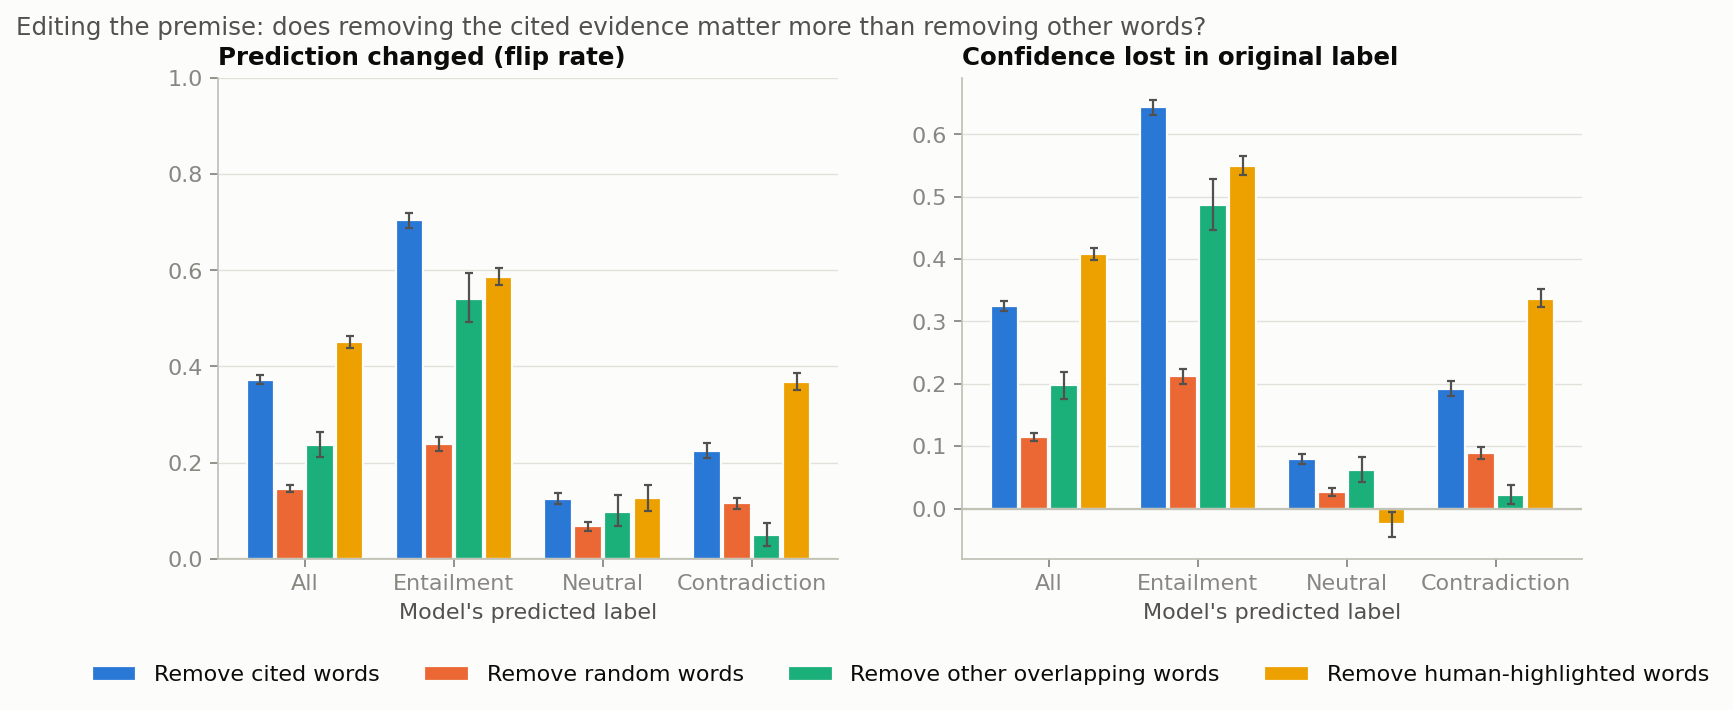 Editing the premise: does removing the cited evidence matter more than removing other words?
Prediction changed (flip rate)
1.0
0.8
0.6
0.4
0.2
0.0
All
Entailment
Neutral
Contradiction
Model's predicted label
Confidence lost in original label
0.6
0.5
0.4
0.3
0.2
0.1
0.0
All
Entailment
Neutral
Contradiction
Model's predicted label
Remove cited words
Remove random words
Remove other overlapping words
Remove human-highlighted words